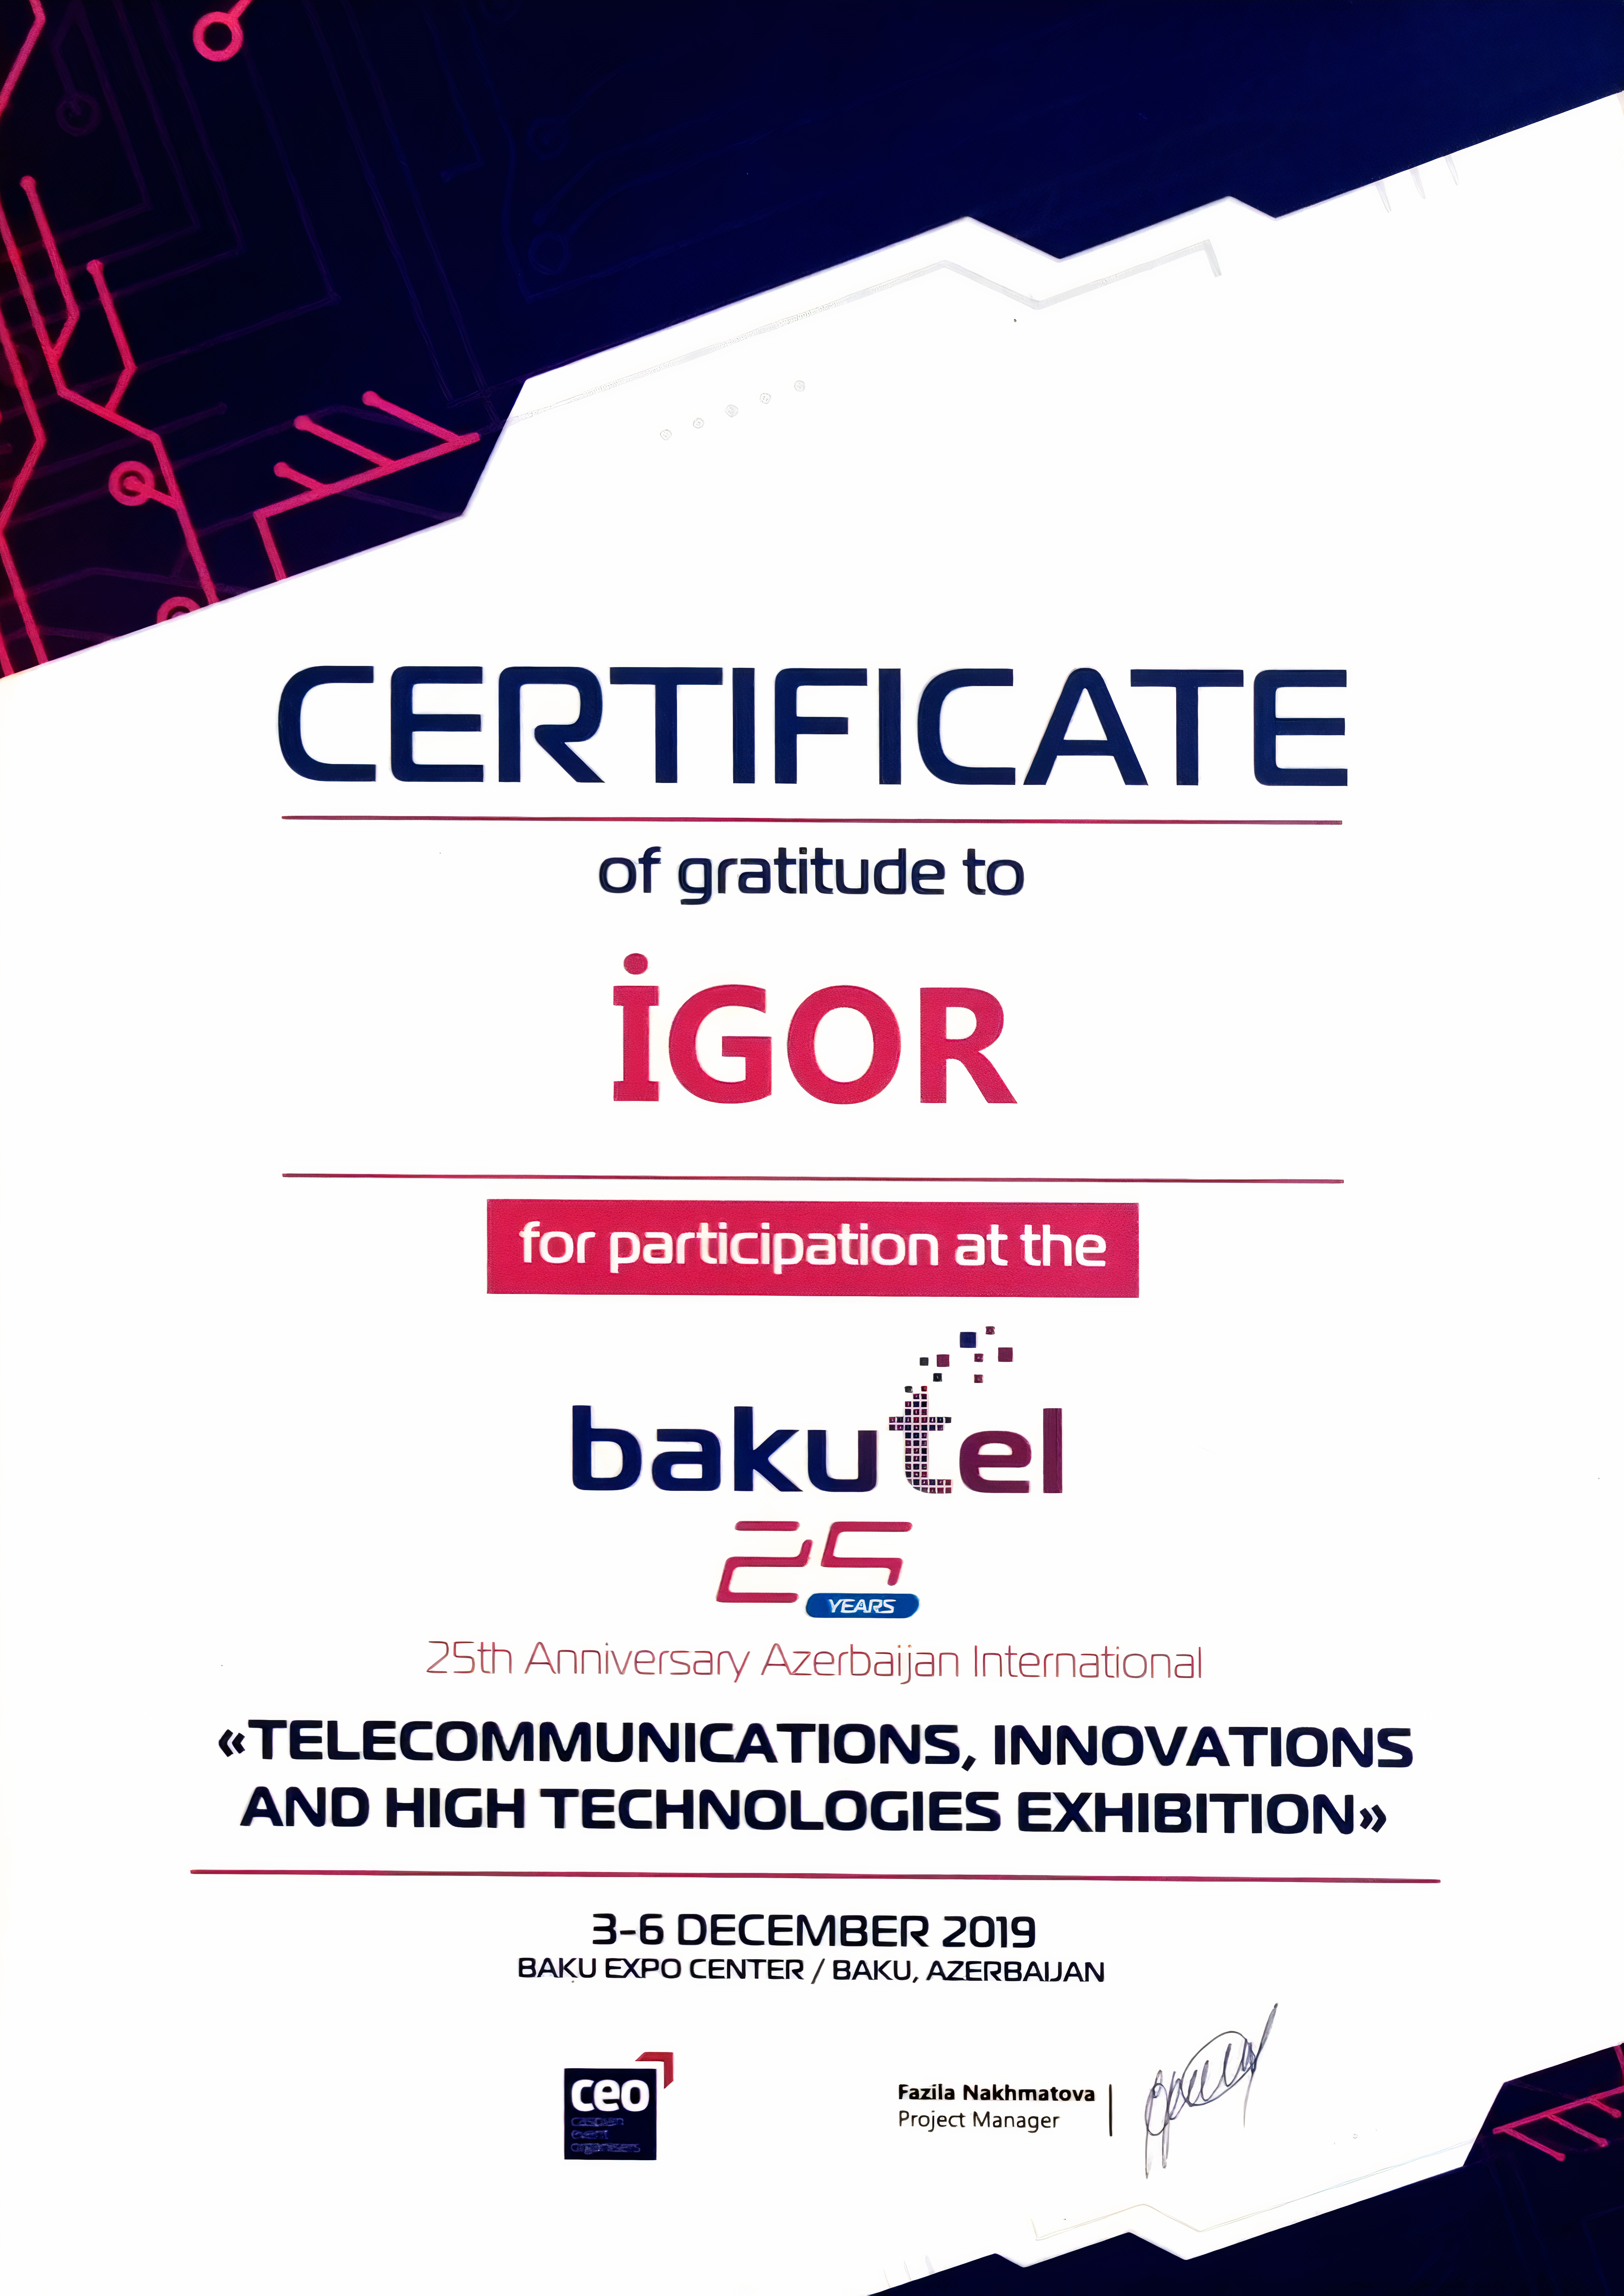 CERTIFICATE
of gratitude to
İGOR
for participation at the
bakutel
25
YEARS
25th Anniversary Azerbaijan International
«TELECOMMUNICATIONS, INNOVATIONS
AND HIGH TECHNOLOGIES EXHIBITION»
3-6 DECEMBER 2019
BAKU EXPO CENTER / BAKU, AZERBAIJAN
ceo
caspian
event
organisers
Fazila Nakhmatova
Project Manager